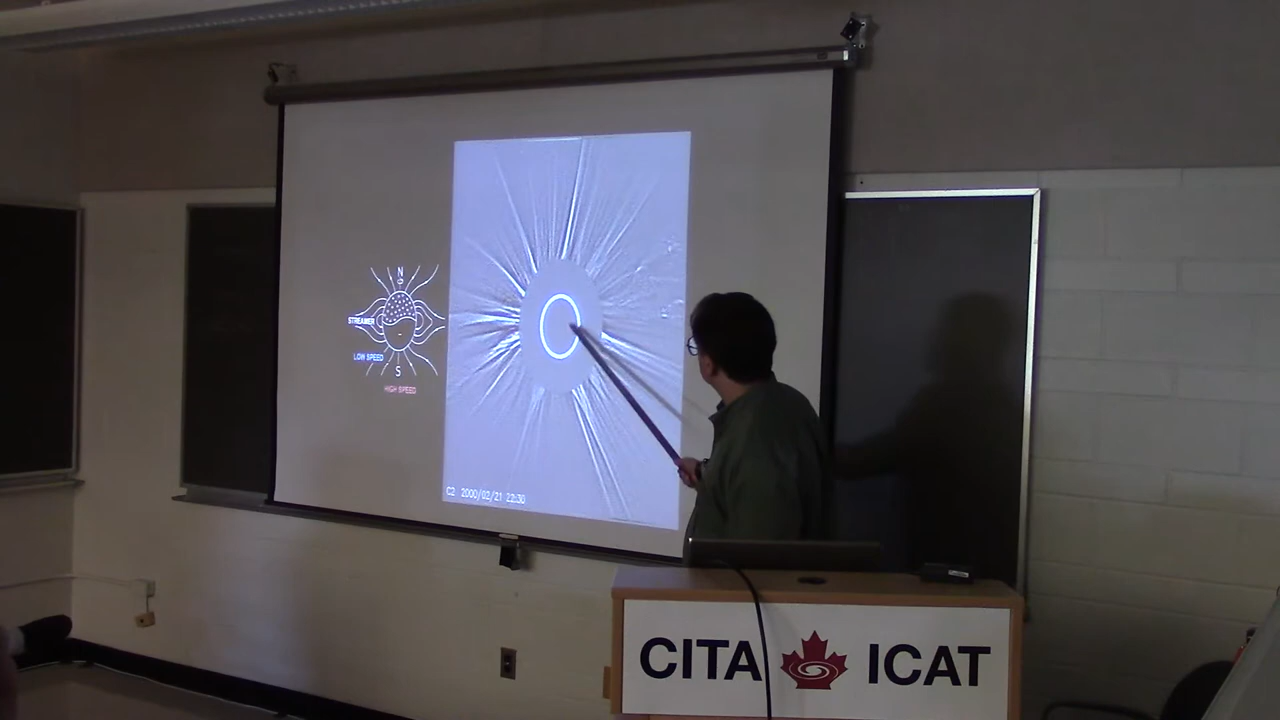 N
STREAMER
LOW SPEED
S
HIGH SPEED
C2 2000/02/21 22:30
CITA ICAT